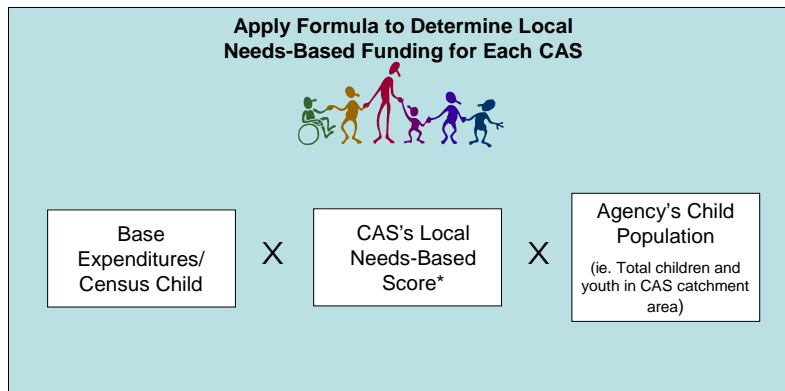 Apply Formula to Determine Local
Needs-Based Funding for Each CAS
Base
Expenditures/
Census Child
X
CAS's Local
Needs-Based
Score*
X
Agency's Child
Population
(ie. Total children and
youth in CAS catchment
area)